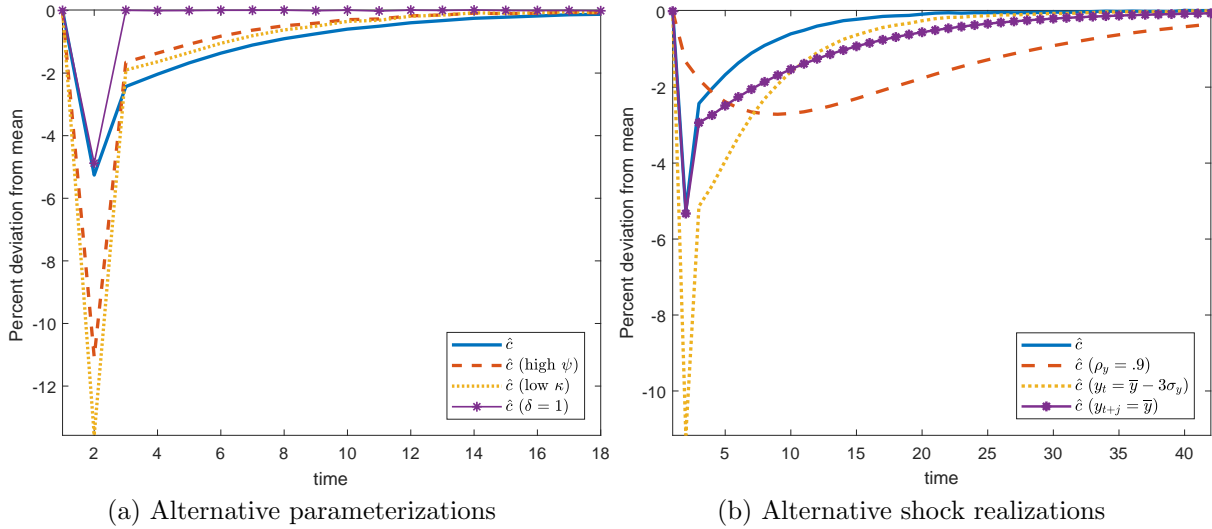 Percent deviation from mean
0
-2
-4
-6
-8
-10
-12
2 4 6 8 10 12 14 16 18
time
ĉ
ĉ (high ψ)
ĉ (low κ)
ĉ (δ = 1)
(a) Alternative parameterizations
Percent deviation from mean
0
-2
-4
-6
-8
-10
5 10 15 20 25 30 35 40
time
ĉ
ĉ (ρ_y = .9)
ĉ (y_t = y̅ − 3σ_y)
ĉ (y_{t+j} = y̅)
(b) Alternative shock realizations